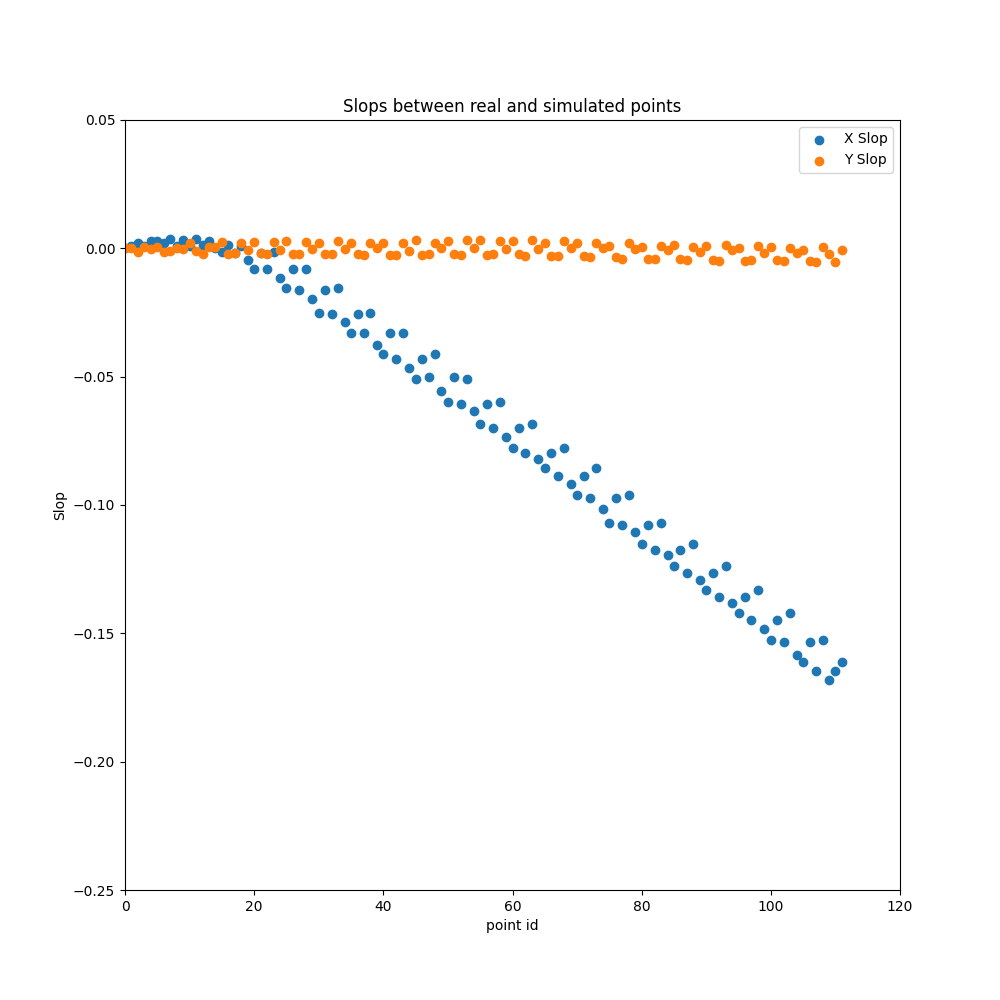 Slops between real and simulated points
X Slop
Y Slop
0.05
0.00
−0.05
−0.10
−0.15
−0.20
−0.25
Slop
0 20 40 60 80 100 120
point id